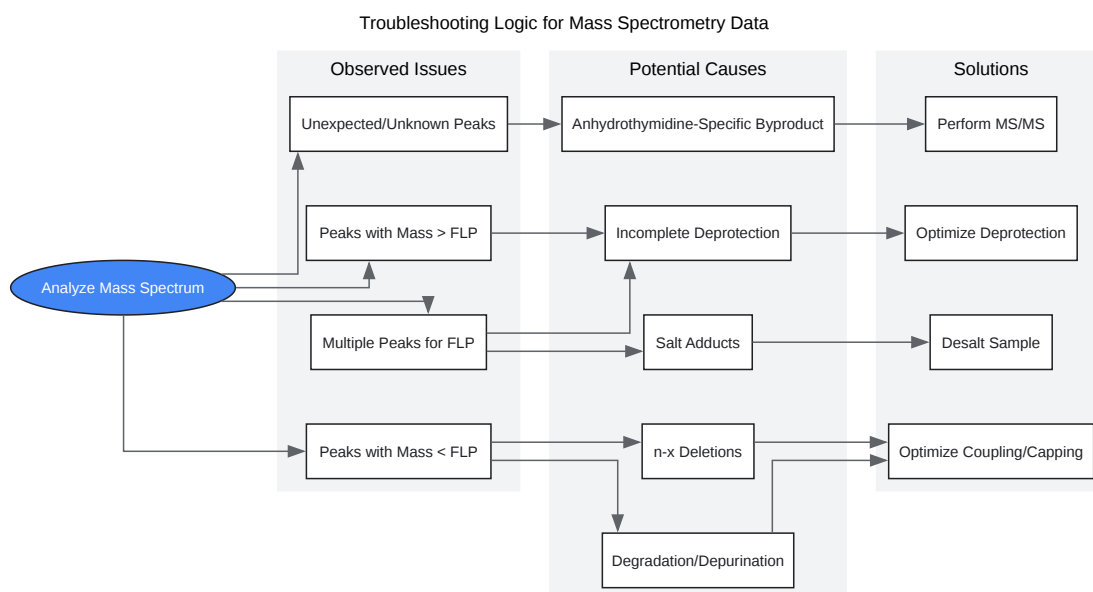 Troubleshooting Logic for Mass Spectrometry Data
Observed Issues
Potential Causes
Solutions
Unexpected/Unknown Peaks
Anhydrothymidine-Specific Byproduct
Perform MS/MS
Peaks with Mass > FLP
Incomplete Deprotection
Optimize Deprotection
Analyze Mass Spectrum
Multiple Peaks for FLP
Salt Adducts
Desalt Sample
Peaks with Mass < FLP
n-x Deletions
Optimize Coupling/Capping
Degradation/Depurination